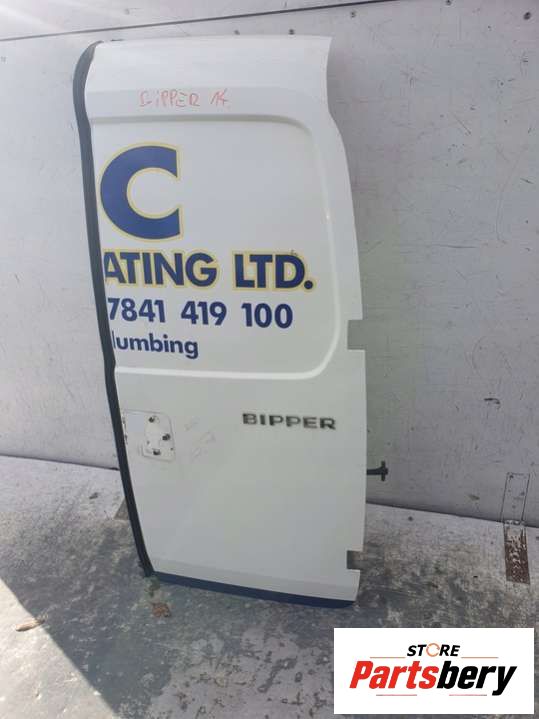 BIPPER 14.
C
ATING LTD.
7841 419 100
lumbing
BIPPER
STORE
Partsbery